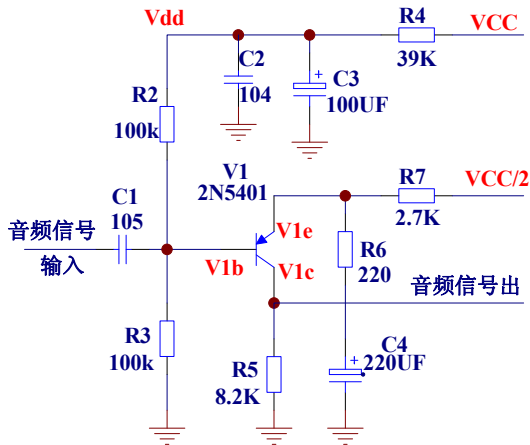 Vdd
R4
VCC
39K
C2
104
C3
+
100UF
R2
100k
V1
2N5401
R7
VCC/2
2.7K
C1
105
音频信号
输入
V1e
V1b
V1c
R6
220
音频信号出
R3
100k
R5
8.2K
C4
+
220UF